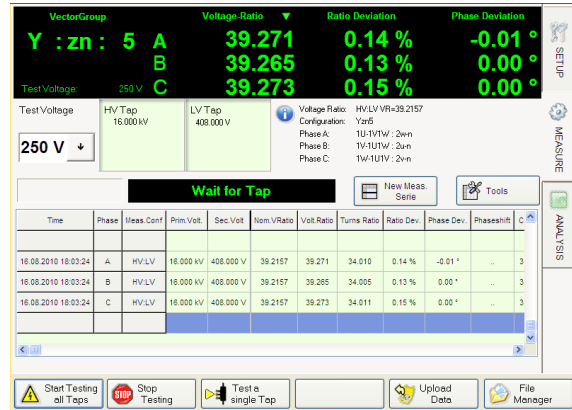 VectorGroup Voltage-Ratio ▼ Ratio Deviation Phase Deviation
Y : zn : 5 A 39.271 0.14 % -0.01 °
B 39.265 0.13 % 0.00 °
Test Voltage: 250 V C 39.273 0.15 % 0.00 °
SETUP
MEASURE
ANALYSIS
Test Voltage
250 V
HV Tap
16.000 kV
LV Tap
408.000 V
Voltage Ratio: HV:LV VR=39.2157
Configuration: Yzn5
Phase A: 1U-1V1W : 2w-n
Phase B: 1V-1U1W : 2u-n
Phase C: 1W-1U1V : 2v-n
Wait for Tap
New Meas. Serie
Tools
Time Phase Meas.Conf Prim.Volt. Sec.Volt Nom.VRatio Volt.Ratio Turns Ratio Ratio Dev. Phase Dev. Phaseshift C
16.08.2010 18:03:24 A HV:LV 16.000 kV 408.000 V 39.2157 39.271 34.010 0.14 % -0.01 ° .. 3
16.08.2010 18:03:24 B HV:LV 16.000 kV 408.000 V 39.2157 39.265 34.005 0.13 % 0.00 ° .. 3
16.08.2010 18:03:24 C HV:LV 16.000 kV 408.000 V 39.2157 39.273 34.011 0.15 % 0.00 ° .. 3
Start Testing all Taps
STOP Stop Testing
Test a single Tap
Upload Data
File Manager